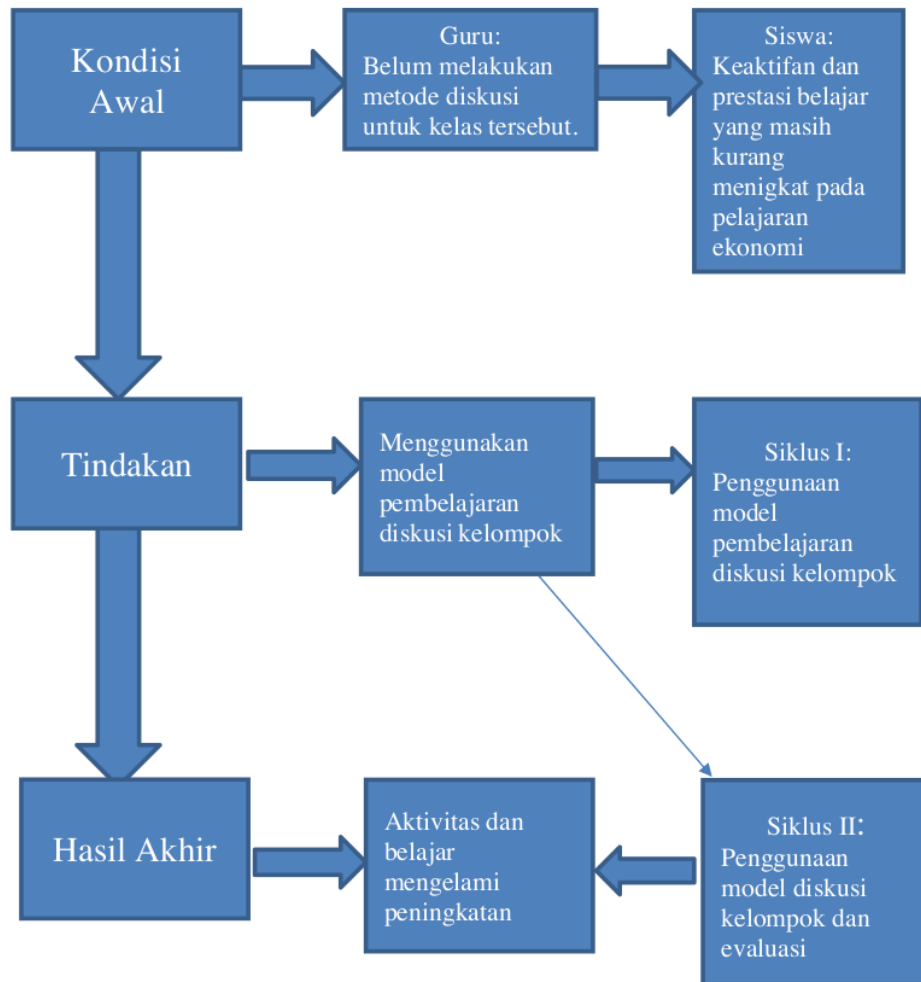 Kondisi
Awal
Guru:
Belum melakukan
metode diskusi
untuk kelas tersebut.
Siswa:
Keaktifan dan
prestasi belajar
yang masih
kurang
menigkat pada
pelajaran
ekonomi
Tindakan
Menggunakan
model
pembelajaran
diskusi kelompok
Siklus I:
Penggunaan
model
pembelajaran
diskusi kelompok
Hasil Akhir
Aktivitas dan
belajar
mengelami
peningkatan
Siklus II:
Penggunaan
model diskusi
kelompok dan
evaluasi